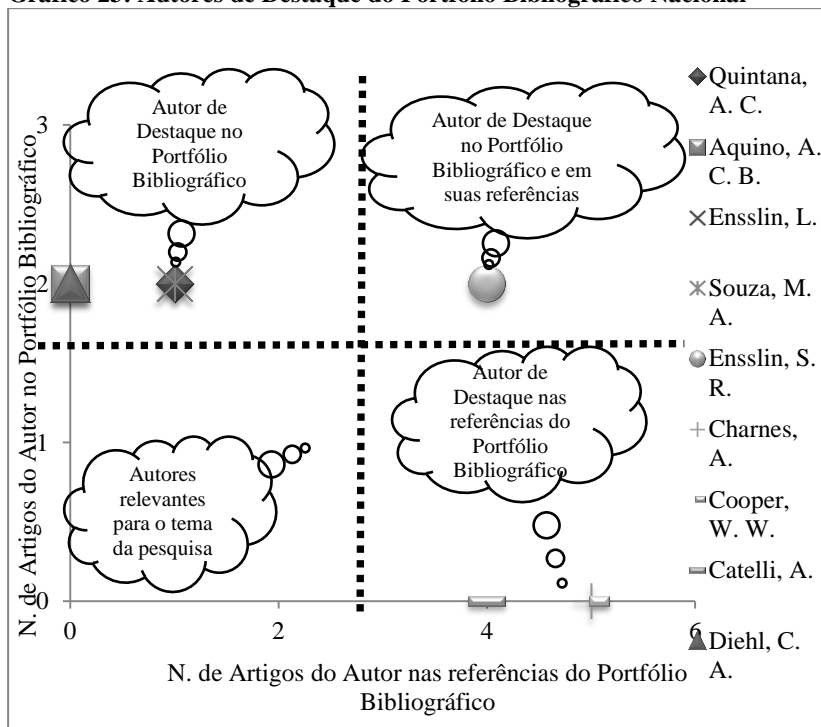 Gráfico 25: Autores de Destaque do Portfólio Bibliográfico Nacional
N. de Artigos do Autor no Portfólio Bibliográfico
3
2
1
0
0
2
4
6
Autor de
Destaque no
Portfólio
Bibliográfico
Autor de Destaque
no Portfólio
Bibliográfico e em
suas referências
Autores
relevantes
para o tema
da pesquisa
Autor de
Destaque nas
referências do
Portfólio
Bibliográfico
N. de Artigos do Autor nas referências do Portfólio
Bibliográfico
Quintana,
A. C.
Aquino, A.
C. B.
Ensslin, L.
Souza, M.
A.
Ensslin, S.
R.
Charnes,
A.
Cooper,
W. W.
Catelli, A.
Diehl, C.
A.